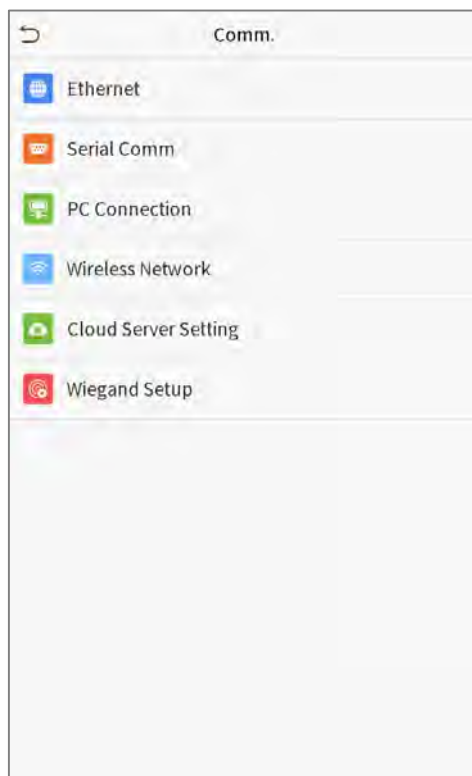 Comm.
Ethernet
Serial Comm
PC Connection
Wireless Network
Cloud Server Setting
Wiegand Setup